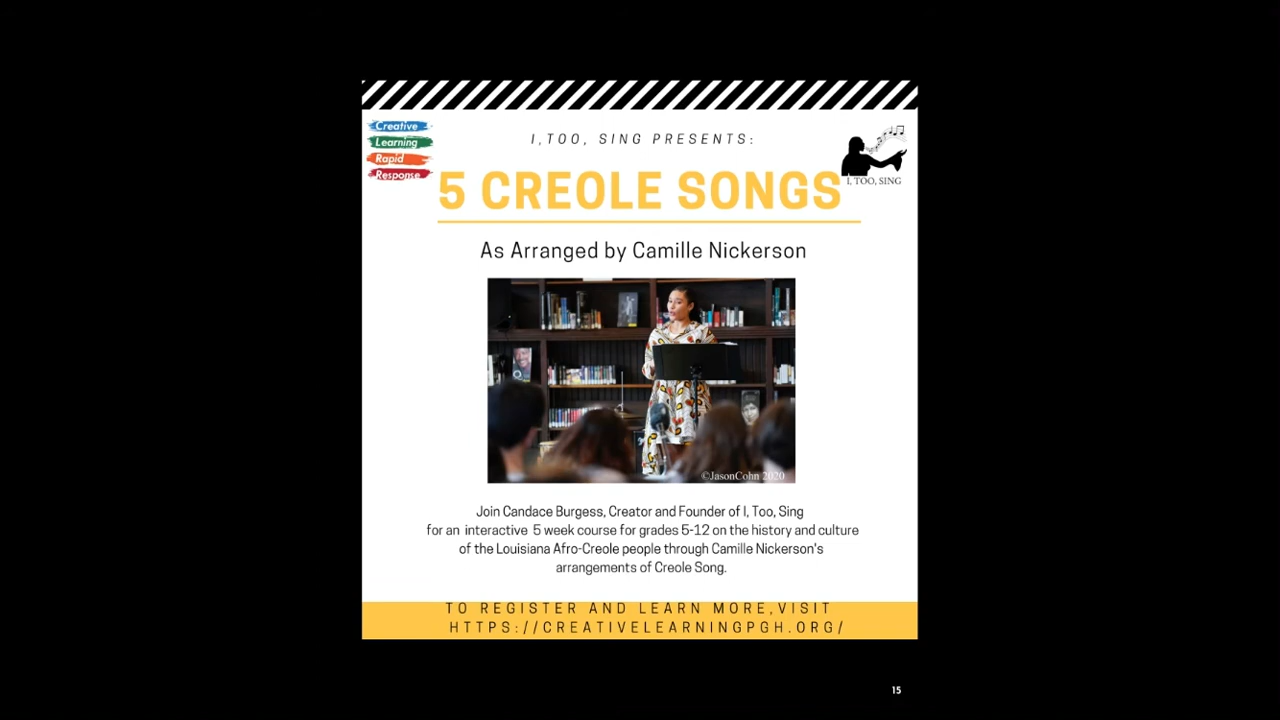 Creative
Learning
Rapid
Response
I,TOO, SING PRESENTS:
I, TOO, SING
5 CREOLE SONGS
As Arranged by Camille Nickerson
©JasonCohn 2020
Join Candace Burgess, Creator and Founder of I, Too, Sing
for an interactive 5 week course for grades 5-12 on the history and culture
of the Louisiana Afro-Creole people through Camille Nickerson's
arrangements of Creole Song.
TO REGISTER AND LEARN MORE,VISIT
HTTPS://CREATIVELEARNINGPGH.ORG/
15